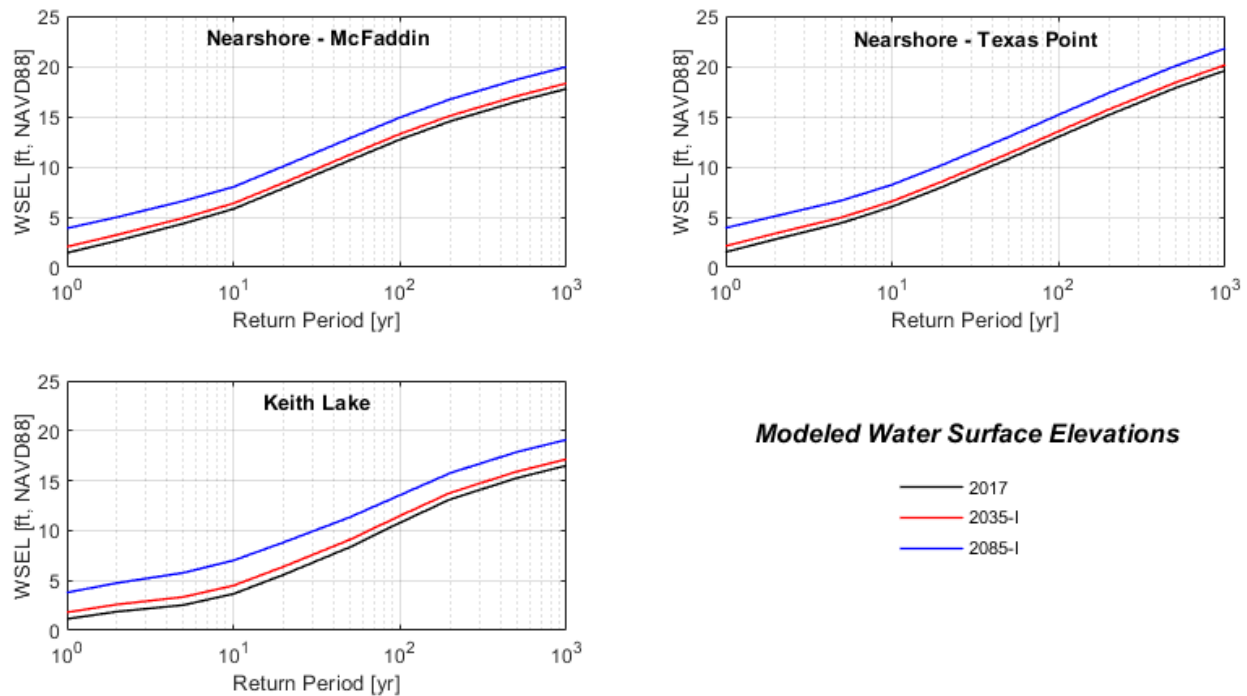 Nearshore - McFaddin
WSEL [ft, NAVD88]
25
20
15
10
5
0
10^0
10^1
10^2
10^3
Return Period [yr]
Nearshore - Texas Point
WSEL [ft, NAVD88]
25
20
15
10
5
0
10^0
10^1
10^2
10^3
Return Period [yr]
Keith Lake
WSEL [ft, NAVD88]
25
20
15
10
5
0
10^0
10^1
10^2
10^3
Return Period [yr]
Modeled Water Surface Elevations
2017
2035-I
2085-I